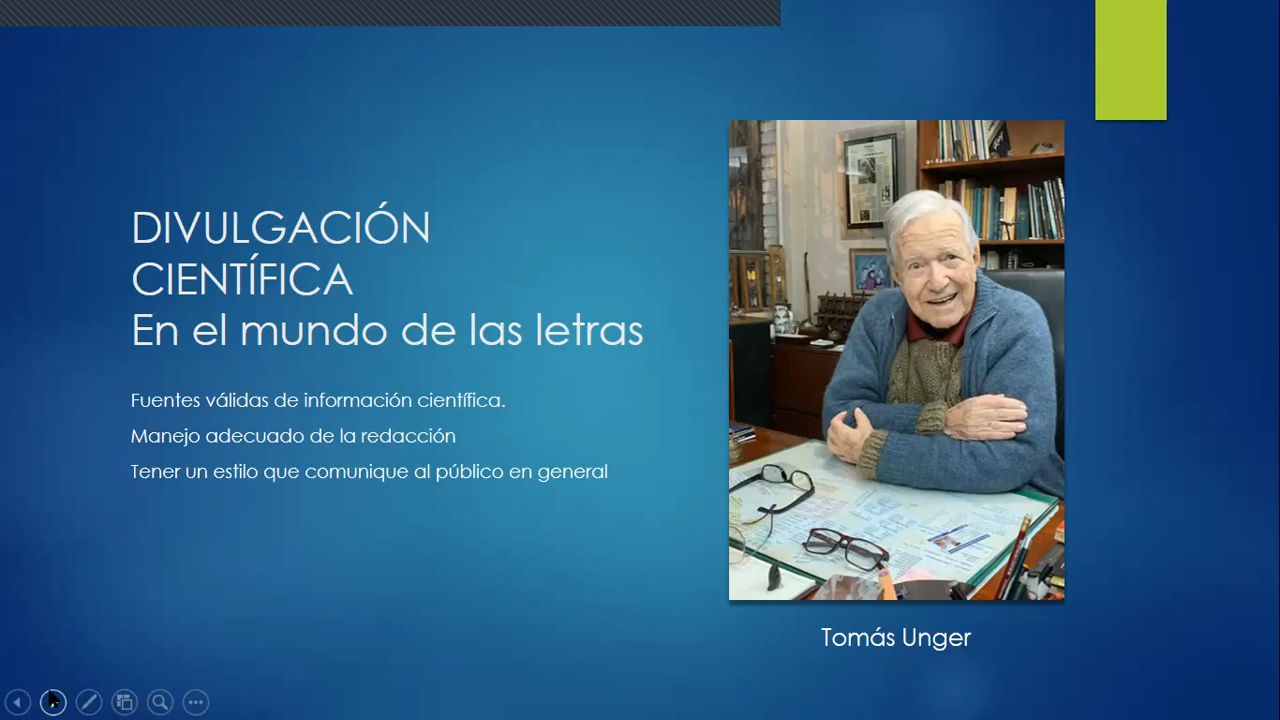 DIVULGACIÓN
CIENTÍFICA
En el mundo de las letras
Fuentes válidas de información científica.
Manejo adecuado de la redacción
Tener un estilo que comunique al público en general
Tomás Unger